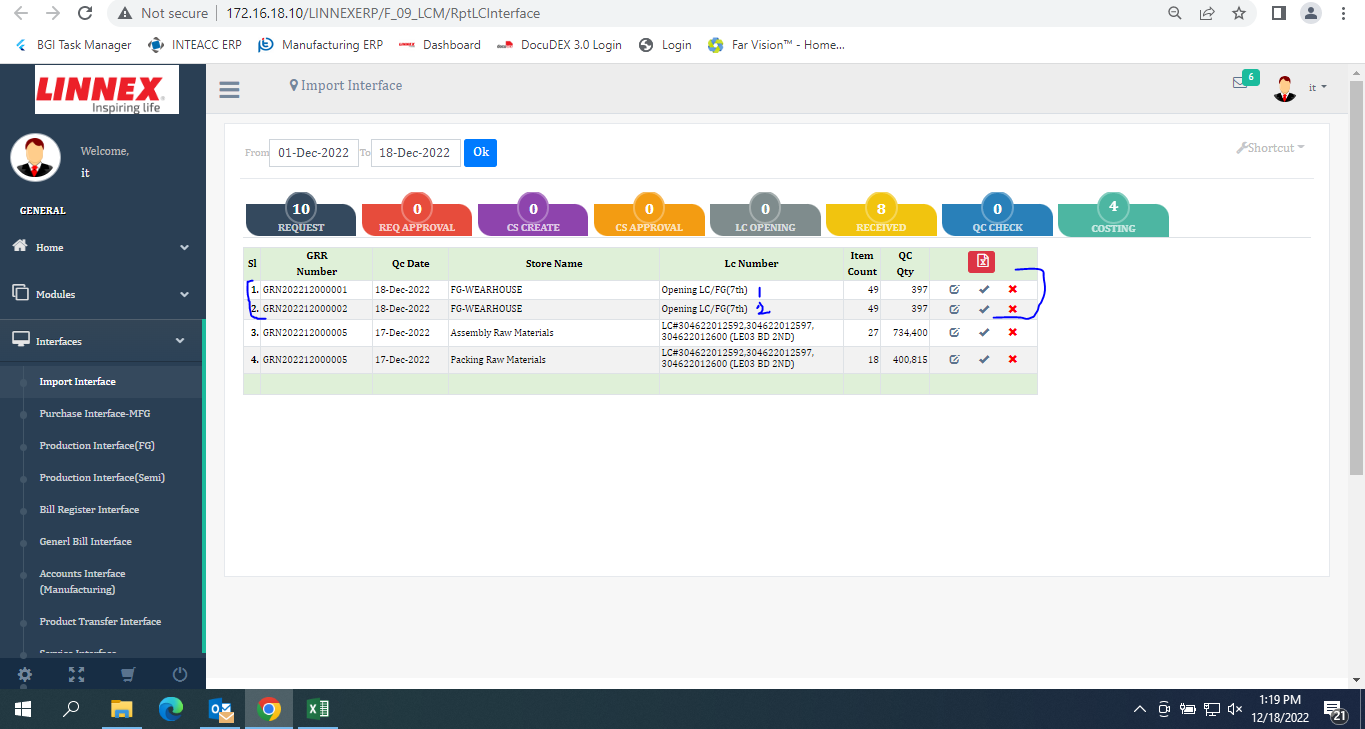 Not secure 172.16.18.10/LINNEXERP/F_09_LCM/RptLCInterface
BGI Task Manager INTEACC ERP Manufacturing ERP Dashboard DocuDEX 3.0 Login Login Far Vision™ - Home...
LINNEX
Inspiring life
Import Interface 6 it
Welcome,
it
From 01-Dec-2022 To 18-Dec-2022 Ok Shortcut
GENERAL
Home
Modules
Interfaces
Import Interface
Purchase Interface-MFG
Production Interface(FG)
Production Interface(Semi)
Bill Register Interface
Generl Bill Interface
Accounts Interface
(Manufacturing)
Product Transfer Interface
Service Interface
10 0 0 0 0 8 0 4
REQUEST REQ APPROVAL CS CREATE CS APPROVAL LC OPENING RECEIVED QC CHECK COSTING
Sl GRR Number Qc Date Store Name Lc Number Item Count QC Qty
1. GRN202212000001 18-Dec-2022 FG-WEARHOUSE Opening LC/FG(7th) 1 49 397
2. GRN202212000002 18-Dec-2022 FG-WEARHOUSE Opening LC/FG(7th) 2 49 397
3. GRN202212000005 17-Dec-2022 Assembly Raw Materials LC#304622012592,304622012597, 27 734,400
304622012600 (LE03 BD 2ND)
4. GRN202212000005 17-Dec-2022 Packing Raw Materials LC#304622012592,304622012597, 18 400,815
304622012600 (LE03 BD 2ND)
1:19 PM
12/18/2022
21